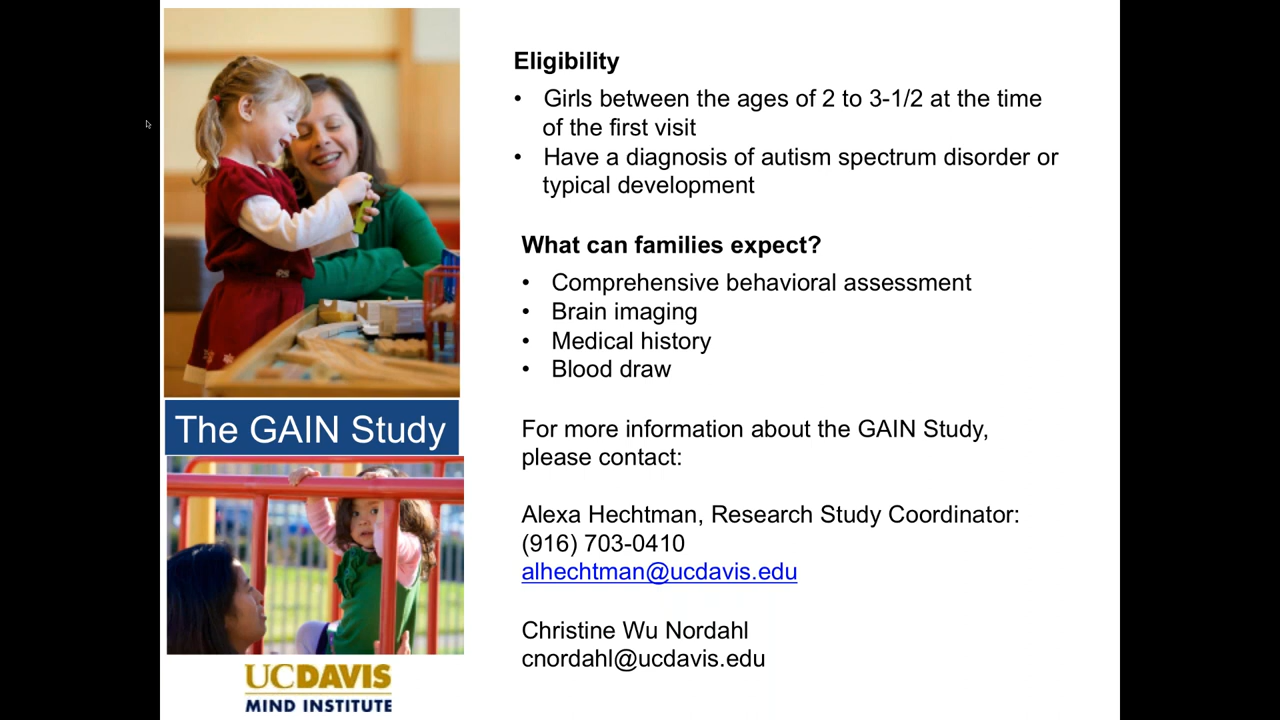 Eligibility
• Girls between the ages of 2 to 3-1/2 at the time
of the first visit
• Have a diagnosis of autism spectrum disorder or
typical development
What can families expect?
• Comprehensive behavioral assessment
• Brain imaging
• Medical history
• Blood draw
The GAIN Study
For more information about the GAIN Study,
please contact:
Alexa Hechtman, Research Study Coordinator:
(916) 703-0410
alhechtman@ucdavis.edu
Christine Wu Nordahl
cnordahl@ucdavis.edu
UCDAVIS
MIND INSTITUTE